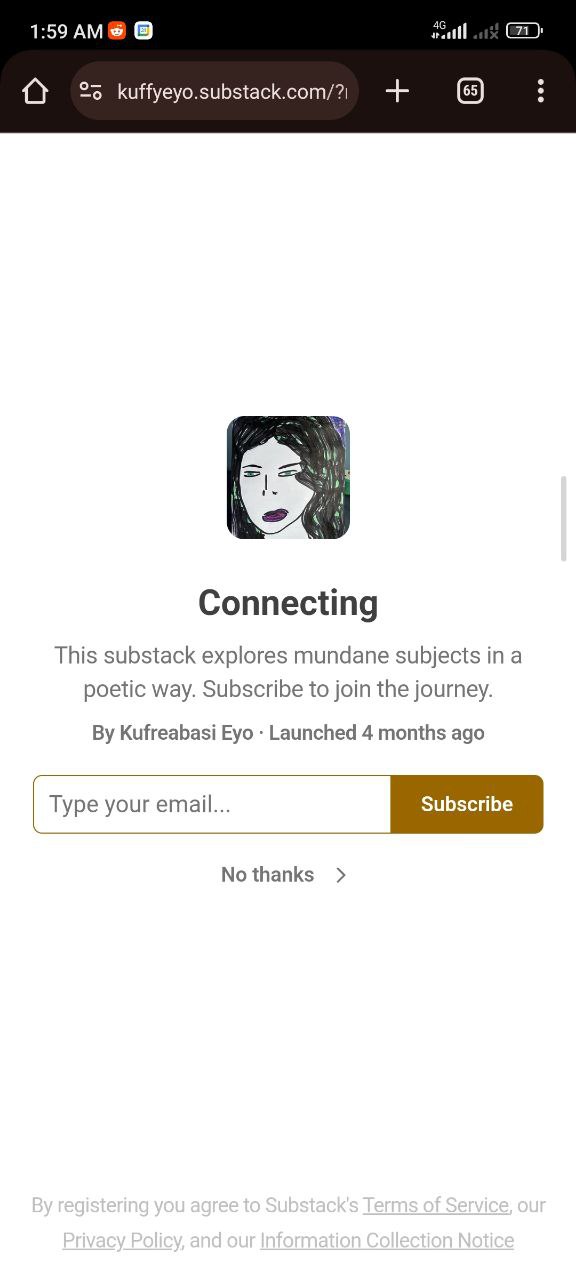 1:59 AM
4G
71
kuffyeyo.substack.com/?
65
Connecting
This substack explores mundane subjects in a
poetic way. Subscribe to join the journey.
By Kufreabasi Eyo · Launched 4 months ago
Type your email...
Subscribe
No thanks
By registering you agree to Substack's Terms of Service, our
Privacy Policy, and our Information Collection Notice